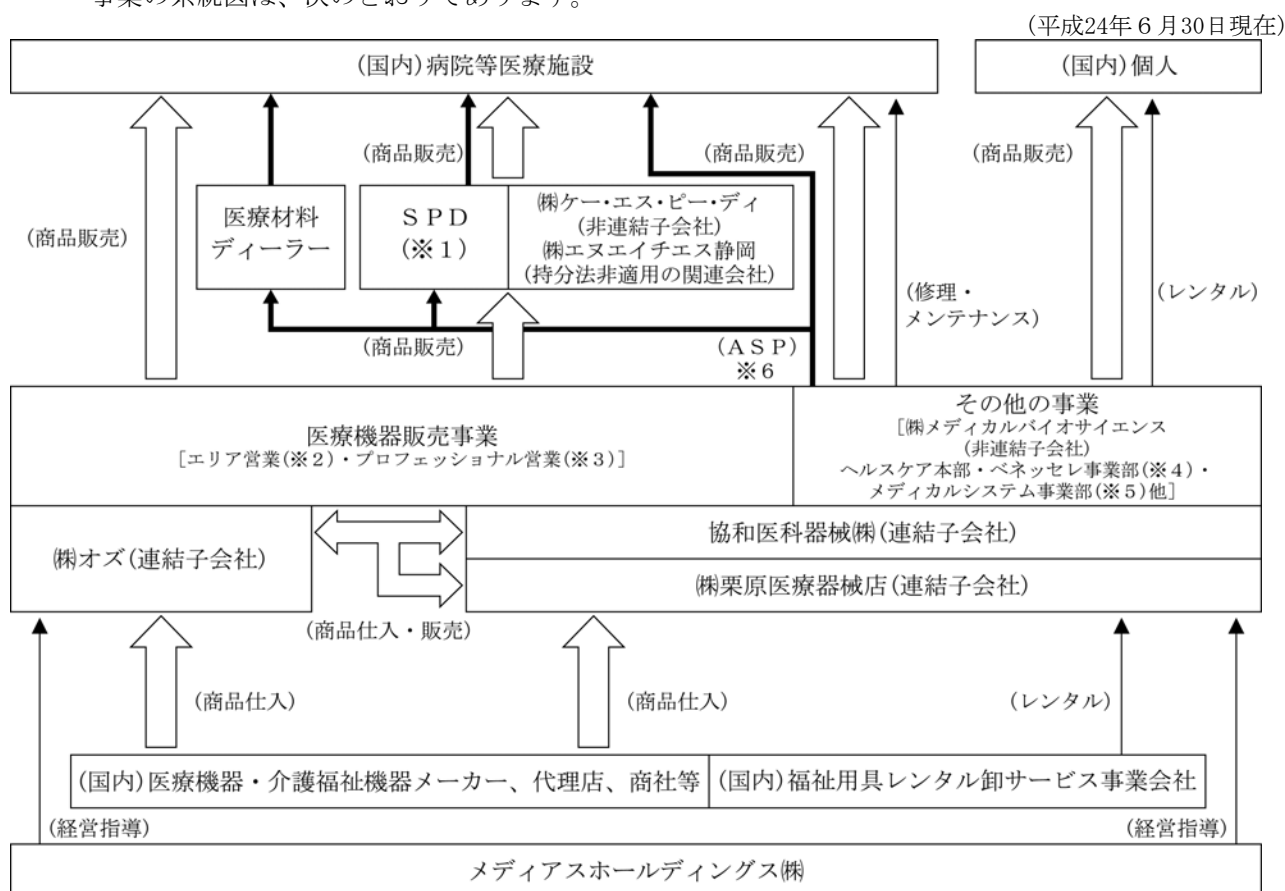 事業の系統図は、次のとおりであります。
(平成24年６月30日現在)
(国内)病院等医療施設
(国内)個人
(商品販売)
(商品販売)
(商品販売)
(商品販売)
医療材料
ディーラー
ＳＰＤ
(※１)
㈱ケー・エス・ピー・ディ
(非連結子会社)
㈱エヌエイチエス静岡
(持分法非適用の関連会社)
(修理・
メンテナンス)
(レンタル)
(商品販売)
(ＡＳＰ)
※６
医療機器販売事業
[エリア営業(※２)・プロフェッショナル営業(※３)]
その他の事業
[㈱メディカルバイオサイエンス
(非連結子会社)
ヘルスケア本部・ベネッセレ事業部(※４)・
メディカルシステム事業部(※５)他]
㈱オズ(連結子会社)
協和医科器械㈱(連結子会社)
㈱栗原医療器械店(連結子会社)
(商品仕入・販売)
(商品仕入)
(商品仕入)
(レンタル)
(国内)医療機器・介護福祉機器メーカー、代理店、商社等
(国内)福祉用具レンタル卸サービス事業会社
(経営指導)
(経営指導)
メディアスホールディングス㈱